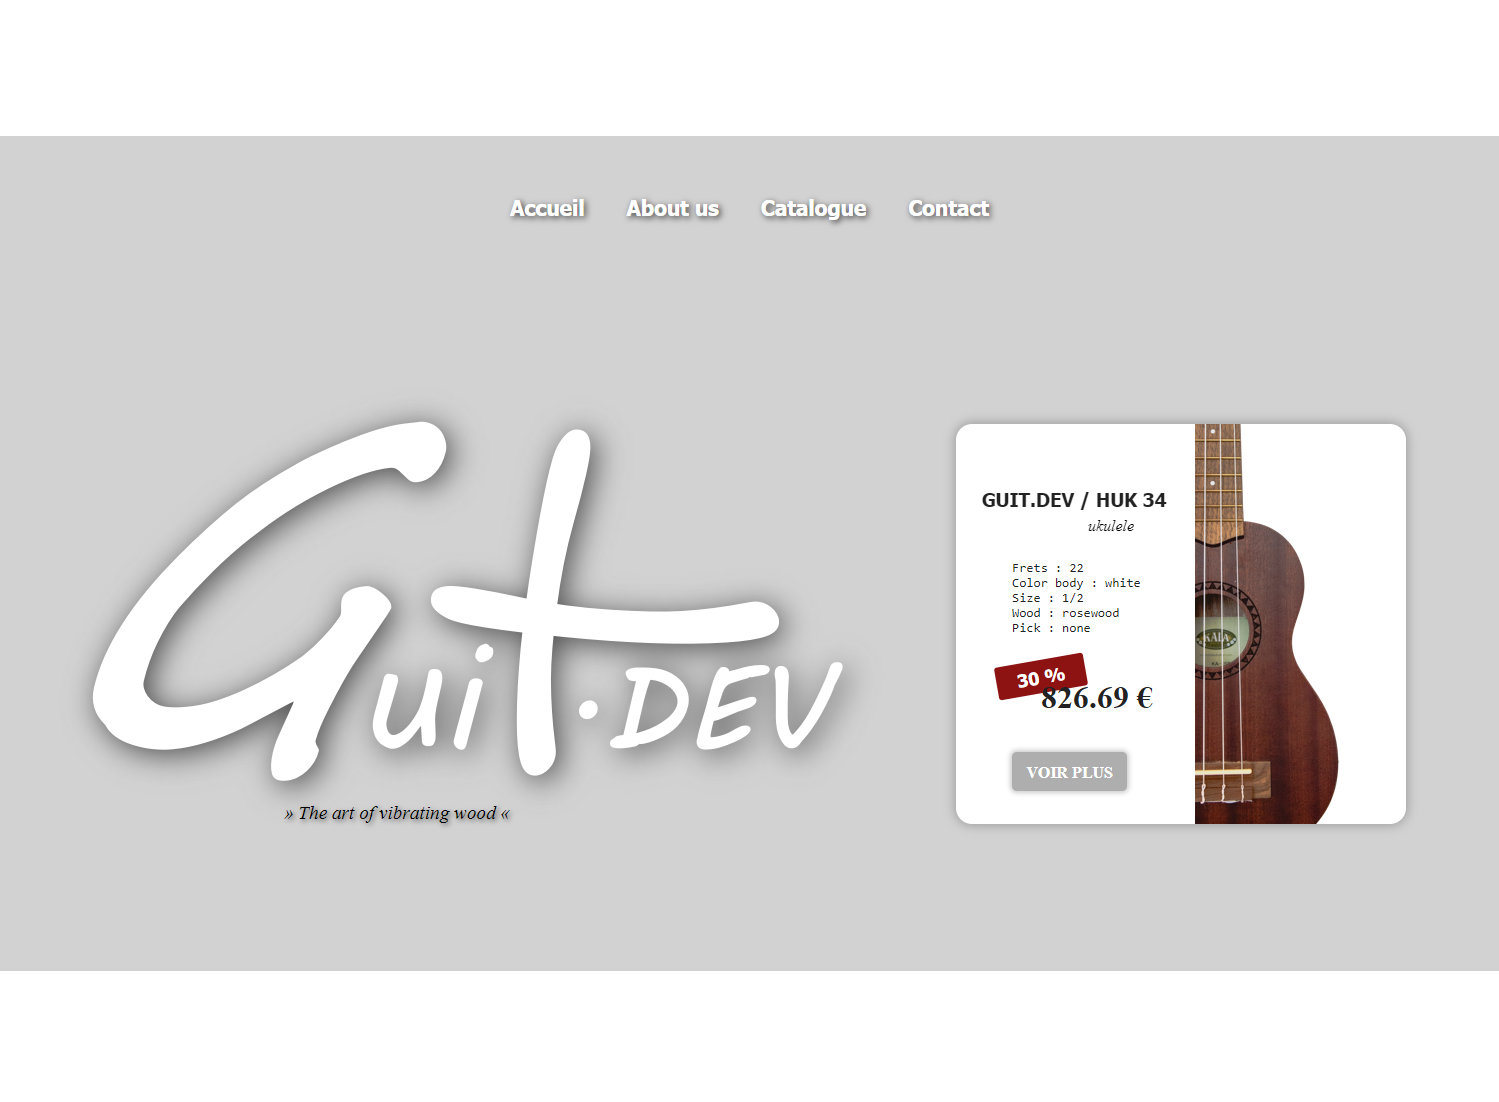 Accueil About us Catalogue Contact
Guit.DEV
» The art of vibrating wood «
GUIT.DEV / HUK 34
ukulele
Frets : 22
Color body : white
Size : 1/2
Wood : rosewood
Pick : none
30 %
826.69 €
VOIR PLUS
KALA